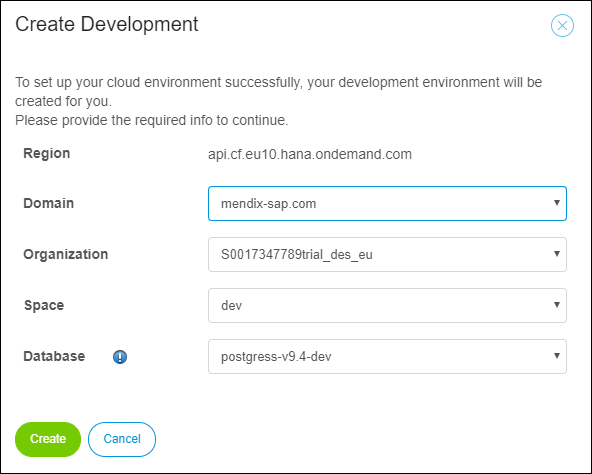 Create Development
To set up your cloud environment successfully, your development environment will be
created for you.
Please provide the required info to continue.
Region api.cf.eu10.hana.ondemand.com
Domain mendix-sap.com
Organization S0017347789trial_des_eu
Space dev
Database postgress-v9.4-dev
Create Cancel